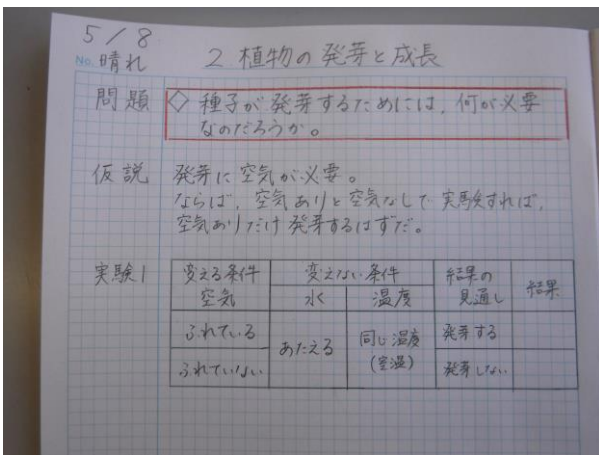 5/8
No. 晴れ
2 植物の発芽と成長
問題 ◇ 種子が発芽するためには、何が必要
なのだろうか。
仮説 発芽に空気が必要。
ならば、空気ありと空気なしで実験すれば、
空気ありだけ発芽するはずだ。
実験1
変える条件 変えない条件 結果の見通し 結果
空気 水 温度
ふれている あたえる 同じ温度(室温) 発芽する
ふれていない 発芽しない